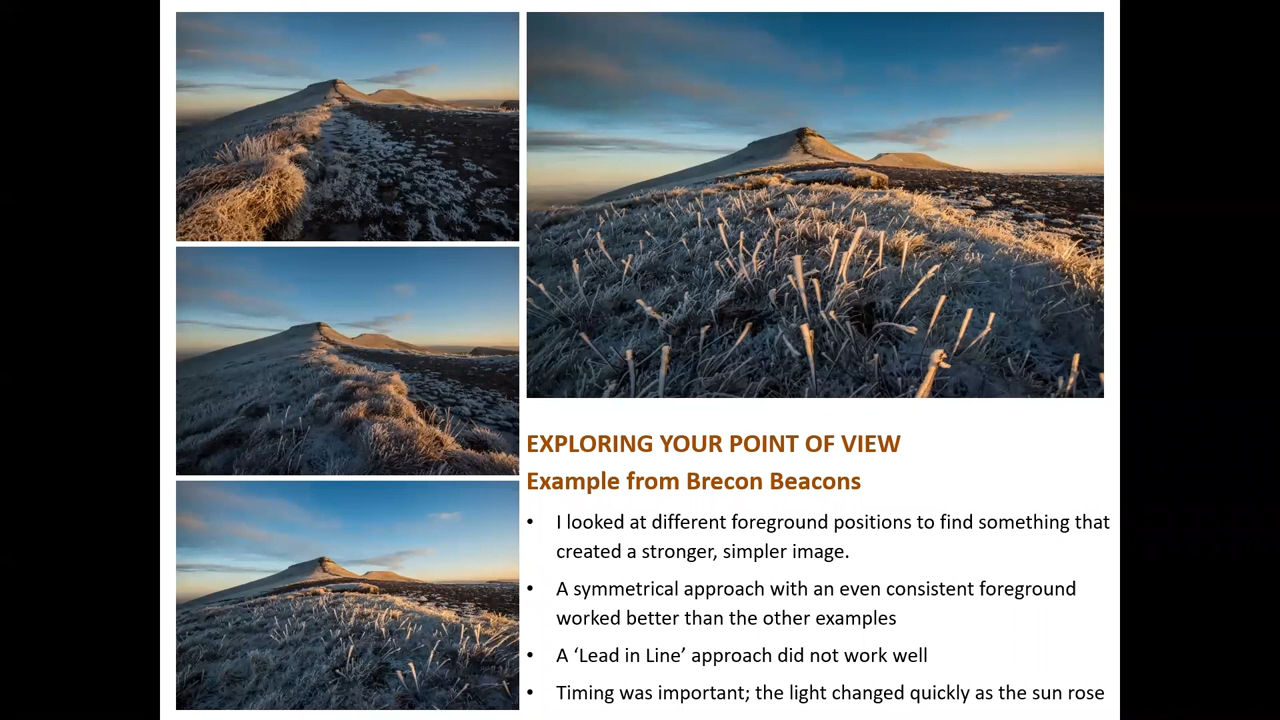 EXPLORING YOUR POINT OF VIEW
Example from Brecon Beacons
• I looked at different foreground positions to find something that
created a stronger, simpler image.
• A symmetrical approach with an even consistent foreground
worked better than the other examples
• A ‘Lead in Line’ approach did not work well
• Timing was important; the light changed quickly as the sun rose